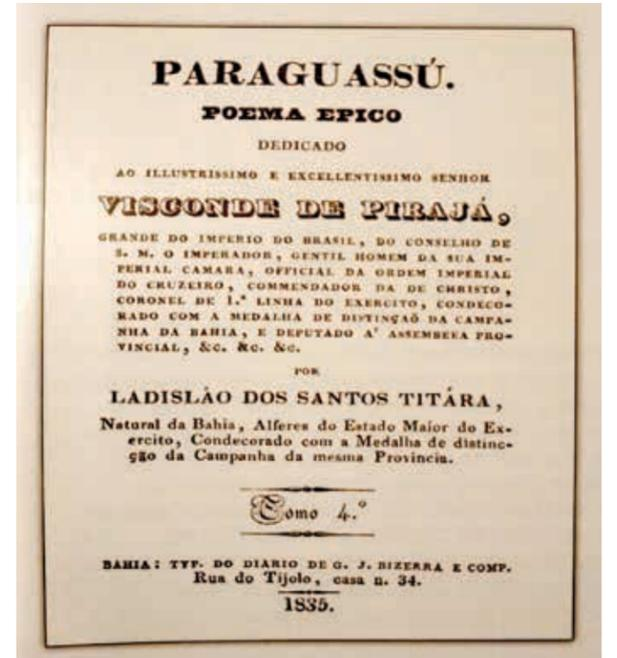 PARAGUASSÚ.
POEMA EPICO
DEDICADO
AO ILLUSTRISSIMO E EXCELLENTISSIMO SENHOR
VISCONDE DE PIRAJÁ,
GRANDE DO IMPERIO DO BRASIL, DO CONSELHO DE
S. M. O IMPERADOR, GENTIL HOMEM DA SUA IM-
PERIAL CAMARA, OFFICIAL DA ORDEM IMPERIAL
DO CRUZEIRO, COMMENDADOR DA DE CHRISTO,
CORONEL DE 1.ª LINHA DO EXERCITO, CONDECO-
RADO COM A MEDALHA DE DISTINÇAÕ DA CAMPA-
NHA DA BAHIA, E DEPUTADO A' ASSEMBEEA PRO-
VINCIAL, &c. &c. &c.
POR
LADISLÀO DOS SANTOS TITÁRA,
Natural da Bahia, Alferes do Estado Maior do Ex-
ercito, Condecorado com a Medalha de distinc-
ção da Campanha da mesma Provincia.
Tomo 4.º
BAHIA: TYP. DO DIARIO DE G. J. BIZERRA E COMP.
Rua do Tijolo, casa n. 34.
1835.